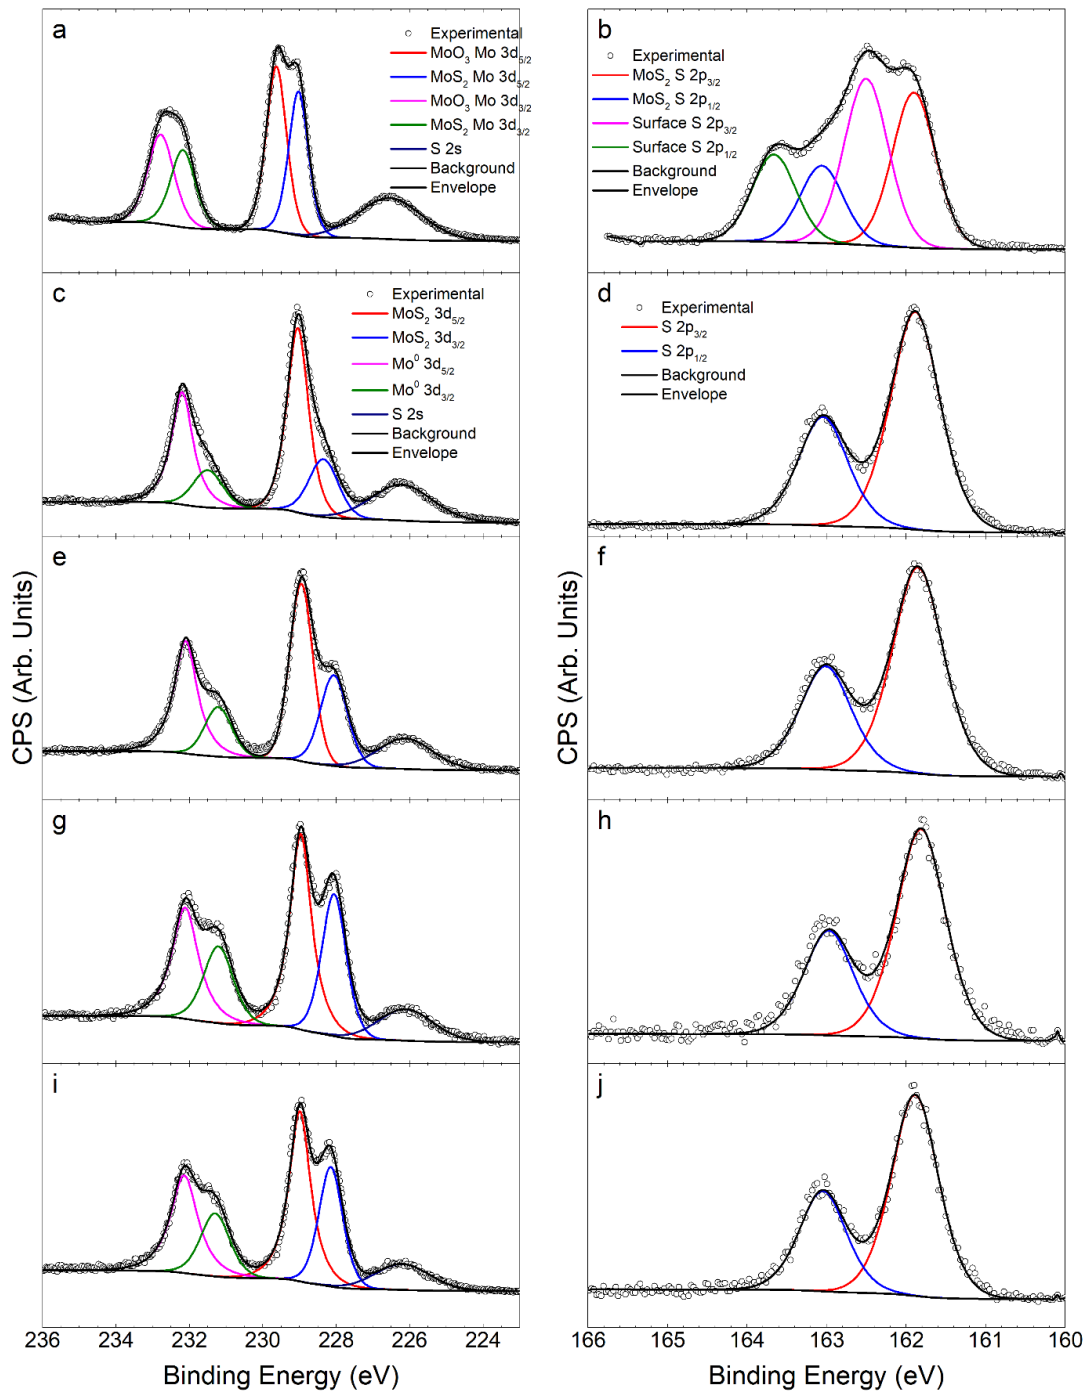 a
Experimental
MoO₃ Mo 3d₅/₂
MoS₂ Mo 3d₅/₂
MoO₃ Mo 3d₃/₂
MoS₂ Mo 3d₃/₂
S 2s
Background
Envelope
b
Experimental
MoS₂ S 2p₃/₂
MoS₂ S 2p₁/₂
Surface S 2p₃/₂
Surface S 2p₁/₂
Background
Envelope
c
Experimental
MoS₂ 3d₅/₂
MoS₂ 3d₃/₂
Mo⁰ 3d₅/₂
Mo⁰ 3d₃/₂
S 2s
Background
Envelope
d
Experimental
S 2p₃/₂
S 2p₁/₂
Background
Envelope
e
f
g
h
i
j
CPS (Arb. Units)
CPS (Arb. Units)
236 234 232 230 228 226 224
166 165 164 163 162 161 160
Binding Energy (eV)
Binding Energy (eV)